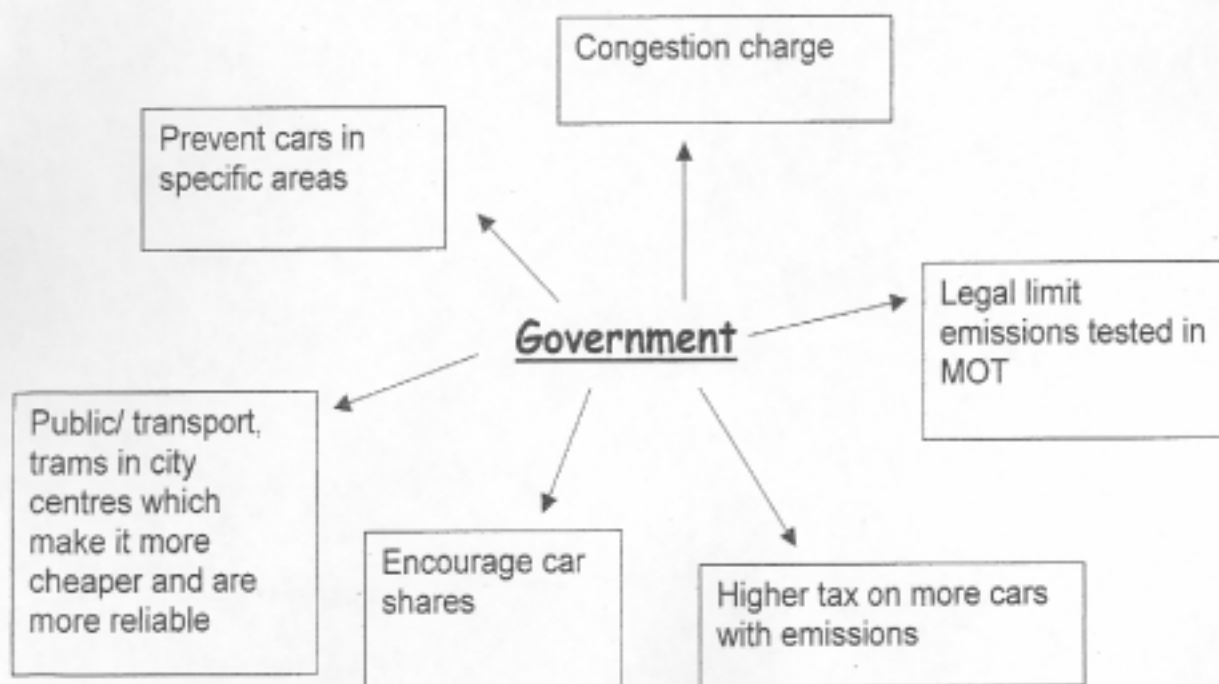 Congestion charge
Prevent cars in
specific areas
Government
Legal limit
emissions tested in
MOT
Public/ transport,
trams in city
centres which
make it more
cheaper and are
more reliable
Encourage car
shares
Higher tax on more cars
with emissions